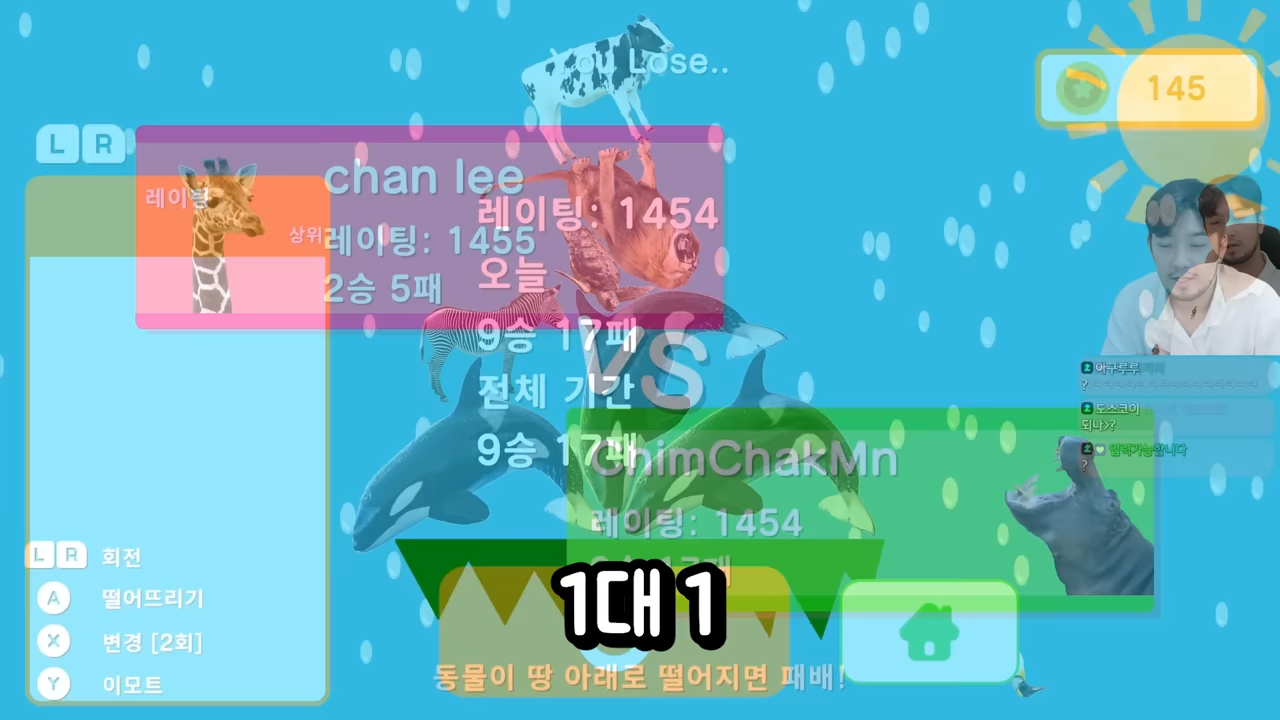 You Lose..
145
L R
chan lee
레이팅
상위
레이팅: 1455
2승 5패
레이팅: 1454
오늘
9승 17패
전체 기간
9승 17패
VS
ChimChakMn
레이팅: 1454
아구루루
?
도스코이
되나>?
입력가능합니다
?
L R 회전
A 떨어뜨리기
X 변경 [2회]
Y 이모트
1대 1
동물이 땅 아래로 떨어지면 패배!